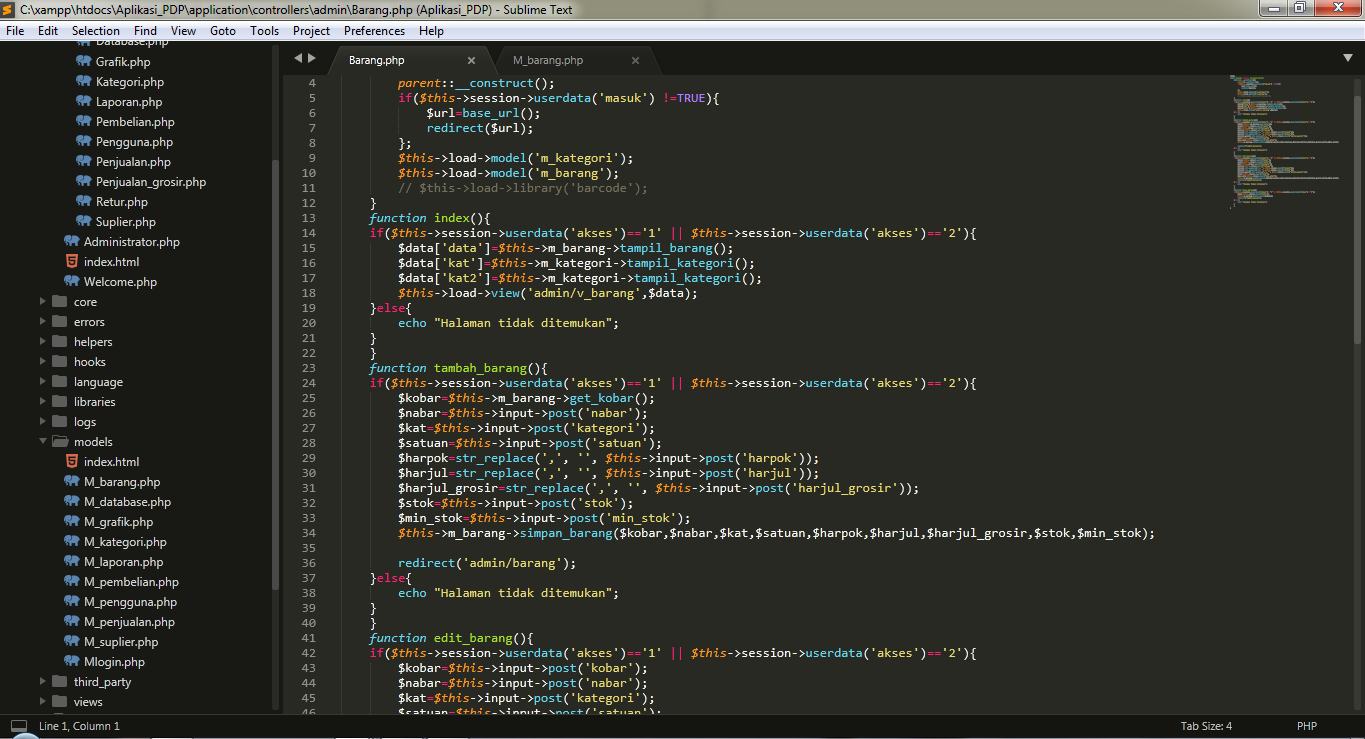 C:\xampp\htdocs\Aplikasi_PDP\application\controllers\admin\Barang.php (Aplikasi_PDP) - Sublime Text
File Edit Selection Find View Goto Tools Project Preferences Help
Database.php
Grafik.php
Kategori.php
Laporan.php
Pembelian.php
Pengguna.php
Penjualan.php
Penjualan_grosir.php
Retur.php
Suplier.php
Administrator.php
index.html
Welcome.php
core
errors
helpers
hooks
language
libraries
logs
models
index.html
M_barang.php
M_database.php
M_grafik.php
M_kategori.php
M_laporan.php
M_pembelian.php
M_pengguna.php
M_penjualan.php
M_suplier.php
Mlogin.php
third_party
views
Barang.php M_barang.php
4 parent::__construct();
5 if($this->session->userdata('masuk') !=TRUE){
6 $url=base_url();
7 redirect($url);
8 };
9 $this->load->model('m_kategori');
10 $this->load->model('m_barang');
11 // $this->load->library('barcode');
12 }
13 function index(){
14 if($this->session->userdata('akses')=='1' || $this->session->userdata('akses')=='2'){
15 $data['data']=$this->m_barang->tampil_barang();
16 $data['kat']=$this->m_kategori->tampil_kategori();
17 $data['kat2']=$this->m_kategori->tampil_kategori();
18 $this->load->view('admin/v_barang',$data);
19 }else{
20 echo "Halaman tidak ditemukan";
21 }
22 }
23 function tambah_barang(){
24 if($this->session->userdata('akses')=='1' || $this->session->userdata('akses')=='2'){
25 $kobar=$this->m_barang->get_kobar();
26 $nabar=$this->input->post('nabar');
27 $kat=$this->input->post('kategori');
28 $satuan=$this->input->post('satuan');
29 $harpok=str_replace(',', '', $this->input->post('harpok'));
30 $harjul=str_replace(',', '', $this->input->post('harjul'));
31 $harjul_grosir=str_replace(',', '', $this->input->post('harjul_grosir'));
32 $stok=$this->input->post('stok');
33 $min_stok=$this->input->post('min_stok');
34 $this->m_barang->simpan_barang($kobar,$nabar,$kat,$satuan,$harpok,$harjul,$harjul_grosir,$stok,$min_stok);
35
36 redirect('admin/barang');
37 }else{
38 echo "Halaman tidak ditemukan";
39 }
40 }
41 function edit_barang(){
42 if($this->session->userdata('akses')=='1' || $this->session->userdata('akses')=='2'){
43 $kobar=$this->input->post('kobar');
44 $nabar=$this->input->post('nabar');
45 $kat=$this->input->post('kategori');
46 $satuan=$this->input->post('satuan');
Line 1, Column 1 Tab Size: 4 PHP